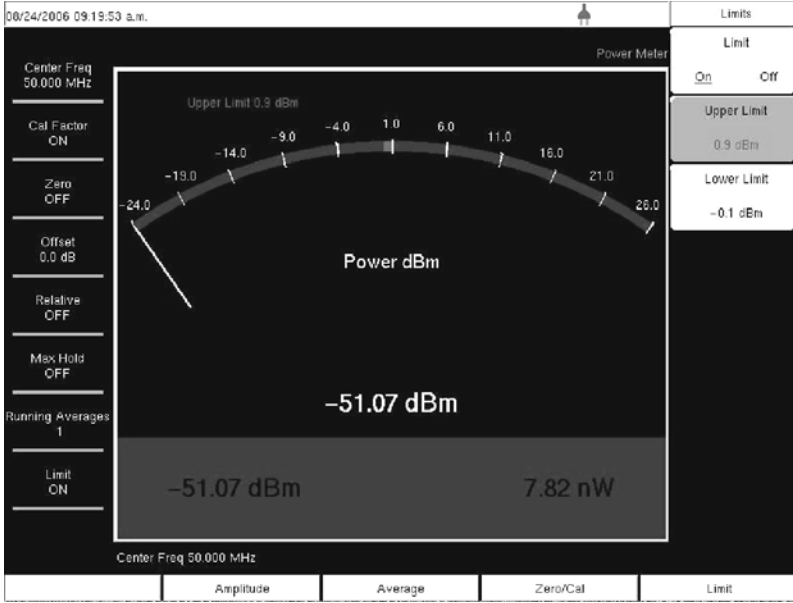 08/24/2006 09:19:53 a.m.
Limits
Power Meter
Limit
On Off
Upper Limit
0.9 dBm
Lower Limit
-0.1 dBm
Center Freq
50.000 MHz
Cal Factor
ON
Zero
OFF
Offset
0.0 dB
Relative
OFF
Max Hold
OFF
Running Averages
1
Limit
ON
Upper Limit 0.9 dBm
-24.0 -19.0 -14.0 -9.0 -4.0 1.0 6.0 11.0 16.0 21.0 26.0
Power dBm
-51.07 dBm
-51.07 dBm 7.82 nW
Center Freq 50.000 MHz
Amplitude Average Zero/Cal Limit